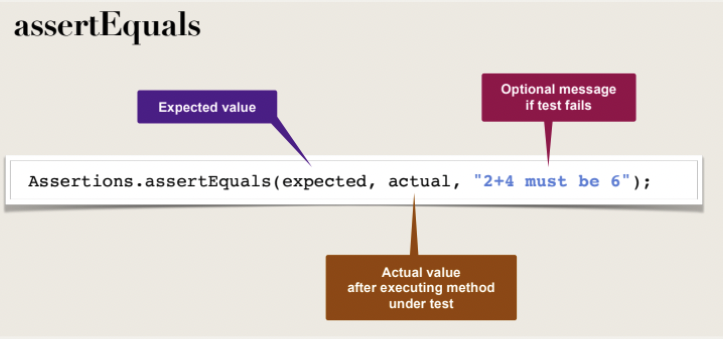 assertEquals
Expected value
Optional message
if test fails
Assertions.assertEquals(expected, actual, "2+4 must be 6");
Actual value
after executing method
under test